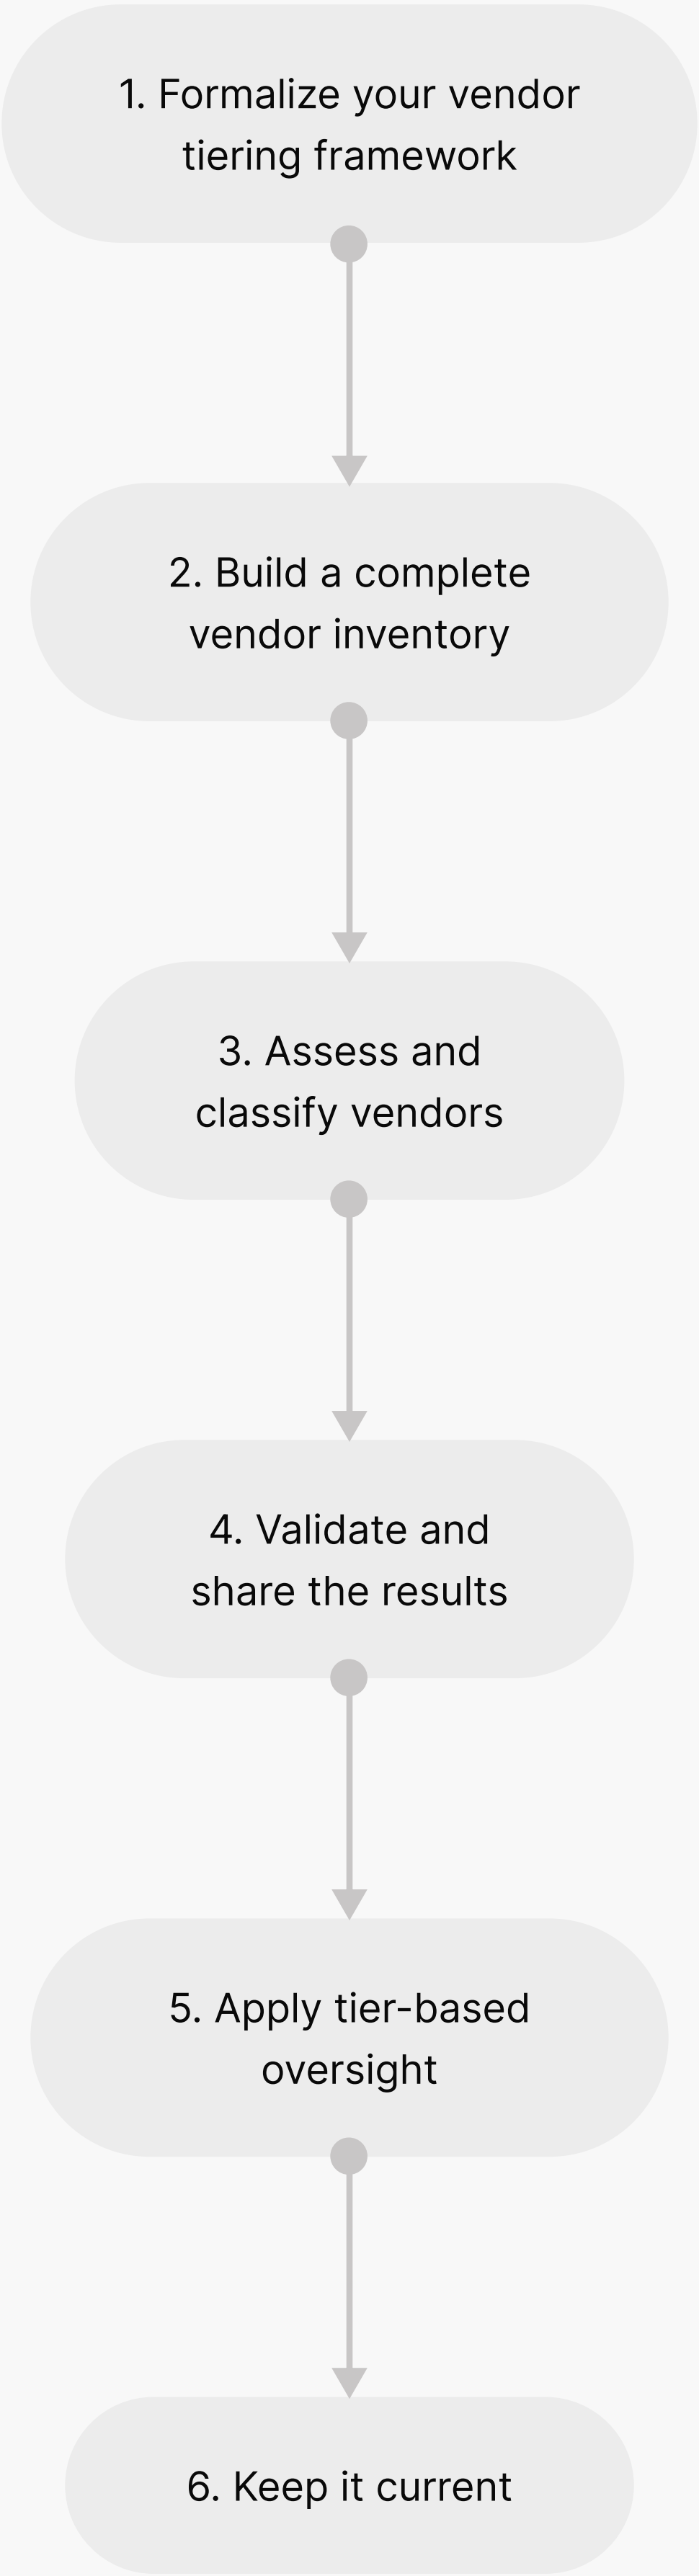 1. Formalize your vendor
tiering framework
2. Build a complete
vendor inventory
3. Assess and
classify vendors
4. Validate and
share the results
5. Apply tier-based
oversight
6. Keep it current